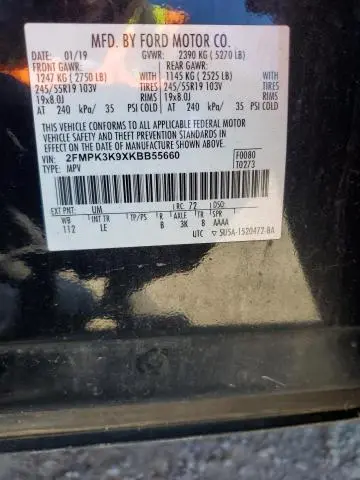 MFD. BY FORD MOTOR CO.
DATE: 01/19 GVWR: 2390 KG ( 5270 LB)
FRONT GAWR: REAR GAWR:
1247 KG ( 2750 LB) WITH 1145 KG ( 2525 LB) WITH
245/55R19 103V TIRES 245/55R19 103V TIRES
19x8.0J RIMS 19x8.0J RIMS
AT 240 kPa/ 35 PSI COLD AT 240 kPa/ 35 PSI COLD
THIS VEHICLE CONFORMS TO ALL APPLICABLE FEDERAL MOTOR
VEHICLE SAFETY AND THEFT PREVENTION STANDARDS IN
EFFECT ON THE DATE OF MANUFACTURE SHOWN ABOVE.
VIN: 2FMPK3K9XKBB55660 F0080
TYPE: MPV T0273
EXT PNT: UM RC: 72 DSO:
WB INT TR TP/PS R AXLE TR SPR
112 LE B 3K B AAAA
UTC ▽ 5U5A-1520472-BA